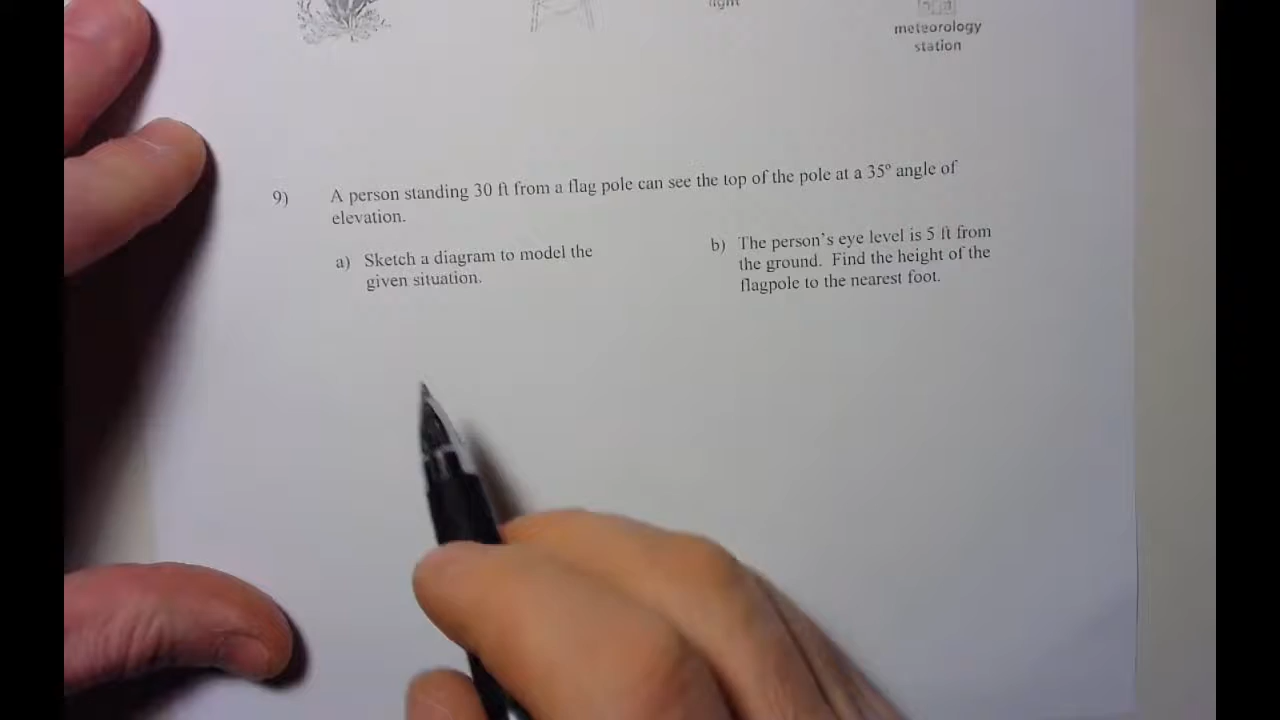 meteorology
station
9) A person standing 30 ft from a flag pole can see the top of the pole at a 35º angle of
elevation.
a) Sketch a diagram to model the
given situation.
b) The person's eye level is 5 ft from
the ground. Find the height of the
flagpole to the nearest foot.